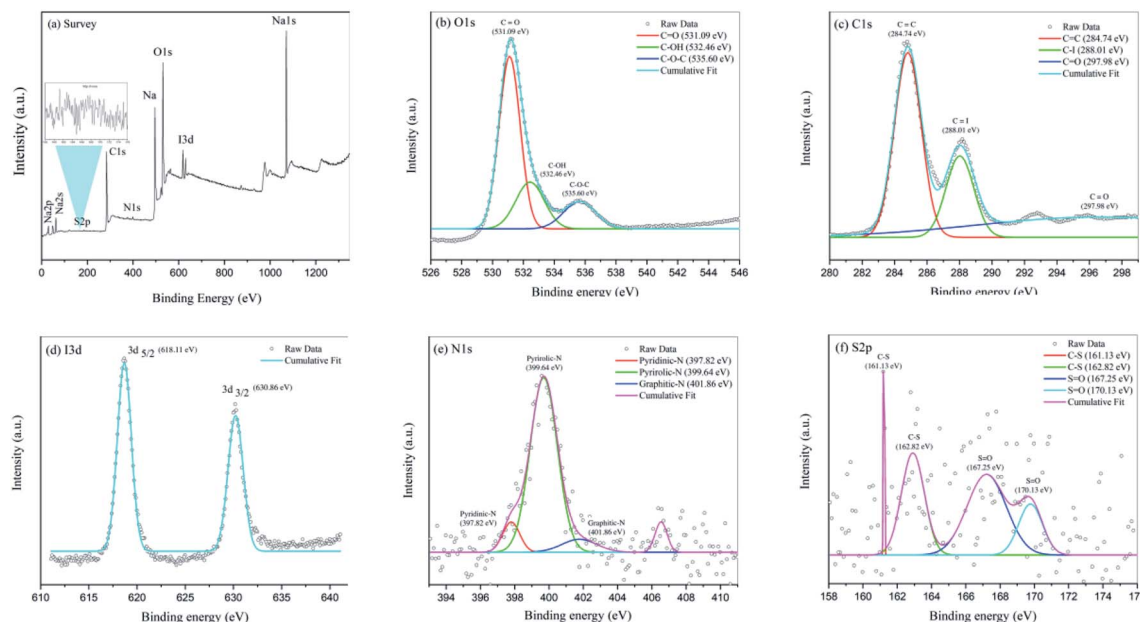 (a) Survey
Na1s
O1s
Na
I3d
C1s
N1s
S2p
Na2s
Na2p
0 200 400 600 800 1000 1200
Binding Energy (eV)
Intensity (a.u.)
(b) O1s
C = O
(531.09 eV)
Raw Data
C=O (531.09 eV)
C-OH (532.46 eV)
C-O-C (535.60 eV)
Cumulative Fit
C-OH
(532.46 eV)
C-O-C
(535.60 eV)
526 528 530 532 534 536 538 540 542 544 546
Binding energy (eV)
Intensity (a.u.)
(c) C1s
C = C
(284.74 eV)
Raw Data
C=C (284.74 eV)
C-I (288.01 eV)
C=O (297.98 eV)
Cumulative Fit
C = I
(288.01 eV)
C = O
(297.98 eV)
280 282 284 286 288 290 292 294 296 298
Binding energy (eV)
Intensity (a.u.)
(d) I3d
3d 5/2 (618.11 eV)
Raw Data
Cumulative Fit
3d 3/2 (630.86 eV)
610 615 620 625 630 635 640
Binding energy (eV)
Intensity (a.u.)
(e) N1s
Pyrirolic-N
(399.64 eV)
Raw Data
Pyridinic-N (397.82 eV)
Pyrirolic-N (399.64 eV)
Graphitic-N (401.86 eV)
Cumulative Fit
Pyridinic-N
(397.82 eV)
Graphitic-N
(401.86 eV)
394 396 398 400 402 404 406 408 410
Binding energy (eV)
Intensity (a.u.)
(f) S2p
C-S
(161.13 eV)
Raw Data
C-S (161.13 eV)
C-S (162.82 eV)
S=O (167.25 eV)
S=O (170.13 eV)
Cumulative Fit
C-S
(162.82 eV)
S=O
(167.25 eV)
S=O
(170.13 eV)
158 160 162 164 166 168 170 172 174 17
Binding energy (eV)
Intensity (a.u.)